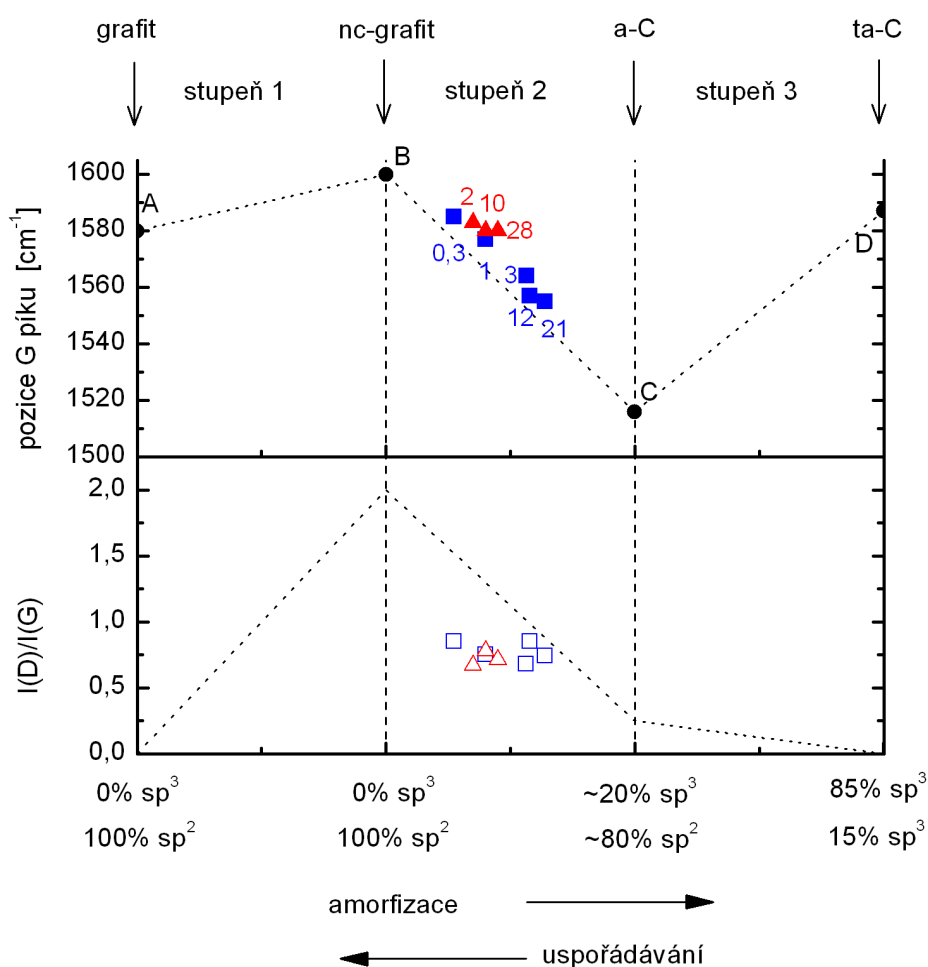 grafit nc-grafit a-C ta-C
stupeň 1 stupeň 2 stupeň 3
pozice G píku [cm⁻¹]
1600
1580
1560
1540
1520
1500
A
B
2 10
28
0,3 1 3
12 21
C
D
I(D)/I(G)
2,0
1,5
1,0
0,5
0,0
0% sp³ 0% sp³ ~20% sp³ 85% sp³
100% sp² 100% sp² ~80% sp² 15% sp³
amorfizace
uspořádávání